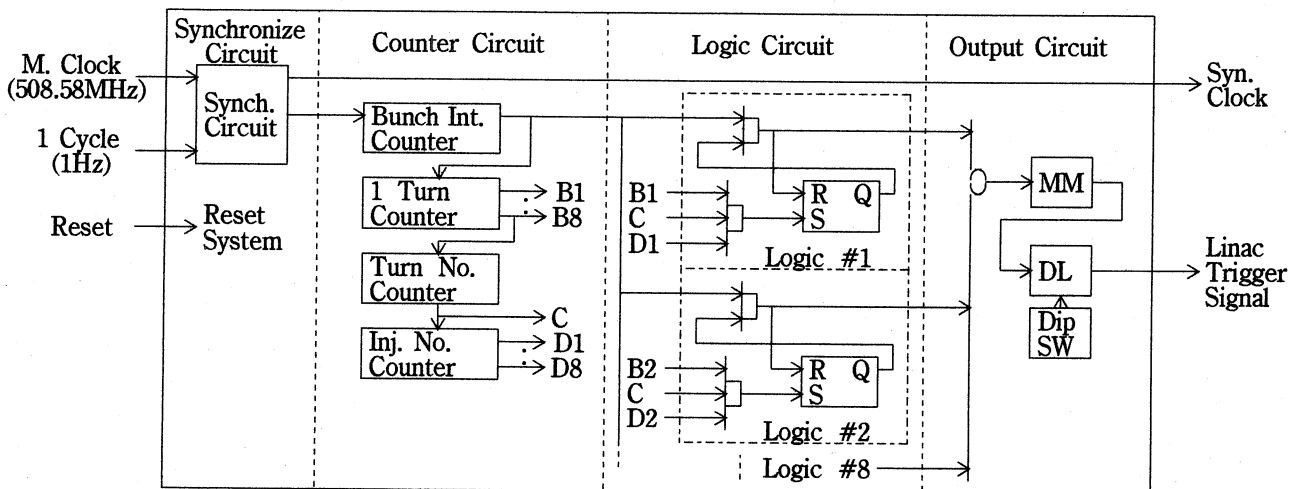 Synchronize
Circuit
Counter Circuit
Logic Circuit
Output Circuit
M. Clock
(508.58MHz)
Synch.
Circuit
Syn.
Clock
1 Cycle
(1Hz)
Bunch Int.
Counter
1 Turn
Counter
B1
B8
Reset
Reset
System
Turn No.
Counter
C
Inj. No.
Counter
D1
D8
B1
C
D1
R Q
S
Logic #1
B2
C
D2
R Q
S
Logic #2
Logic #8
MM
DL
Dip
SW
Linac
Trigger
Signal